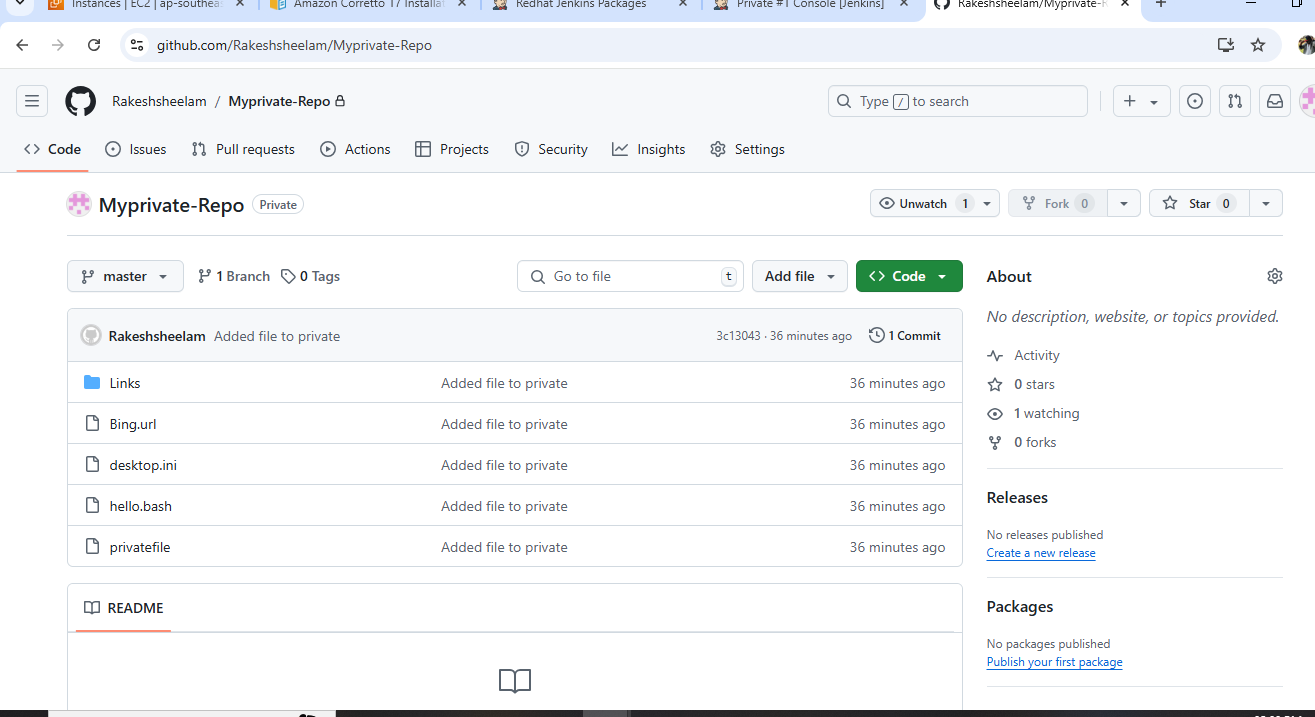 Instances | EC2 | ap-southeas
Amazon Corretto 17 Installat
Redhat Jenkins Packages
Private #1 Console [Jenkins]
Rakeshsheelam/Myprivate-R
github.com/Rakeshsheelam/Myprivate-Repo
Rakeshsheelam / Myprivate-Repo
Type / to search
Code
Issues
Pull requests
Actions
Projects
Security
Insights
Settings
Myprivate-Repo
Private
Unwatch 1
Fork 0
Star 0
master
1 Branch
0 Tags
Go to file
t
Add file
Code
Rakeshsheelam Added file to private
3c13043 · 36 minutes ago
1 Commit
Links Added file to private 36 minutes ago
Bing.url Added file to private 36 minutes ago
desktop.ini Added file to private 36 minutes ago
hello.bash Added file to private 36 minutes ago
privatefile Added file to private 36 minutes ago
README
About
No description, website, or topics provided.
Activity
0 stars
1 watching
0 forks
Releases
No releases published
Create a new release
Packages
No packages published
Publish your first package